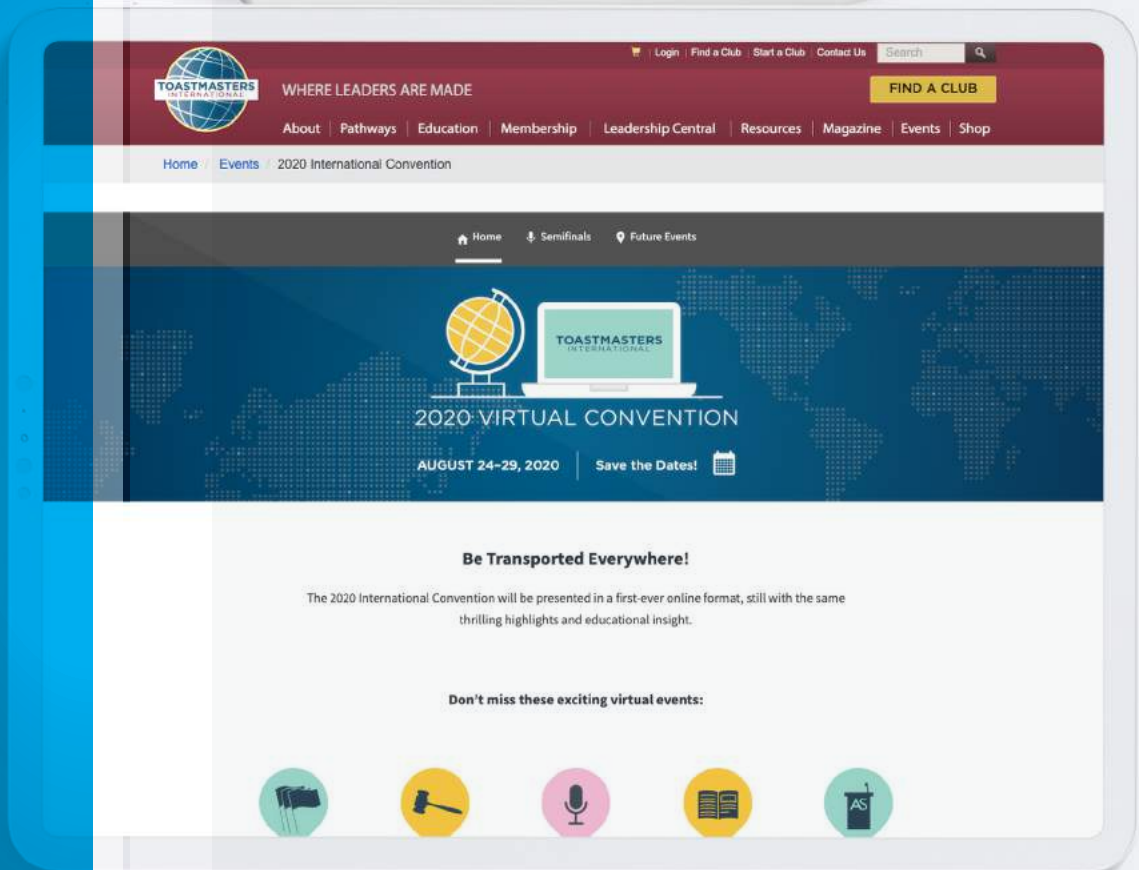 Login Find a Club Start a Club Contact Us Search
TOASTMASTERS
INTERNATIONAL
WHERE LEADERS ARE MADE
FIND A CLUB
About Pathways Education Membership Leadership Central Resources Magazine Events Shop
Home / Events / 2020 International Convention
Home Semifinals Future Events
TOASTMASTERS
INTERNATIONAL
2020 VIRTUAL CONVENTION
AUGUST 24-29, 2020 Save the Dates!
Be Transported Everywhere!
The 2020 International Convention will be presented in a first-ever online format, still with the same
thrilling highlights and educational insight.
Don't miss these exciting virtual events:
AS